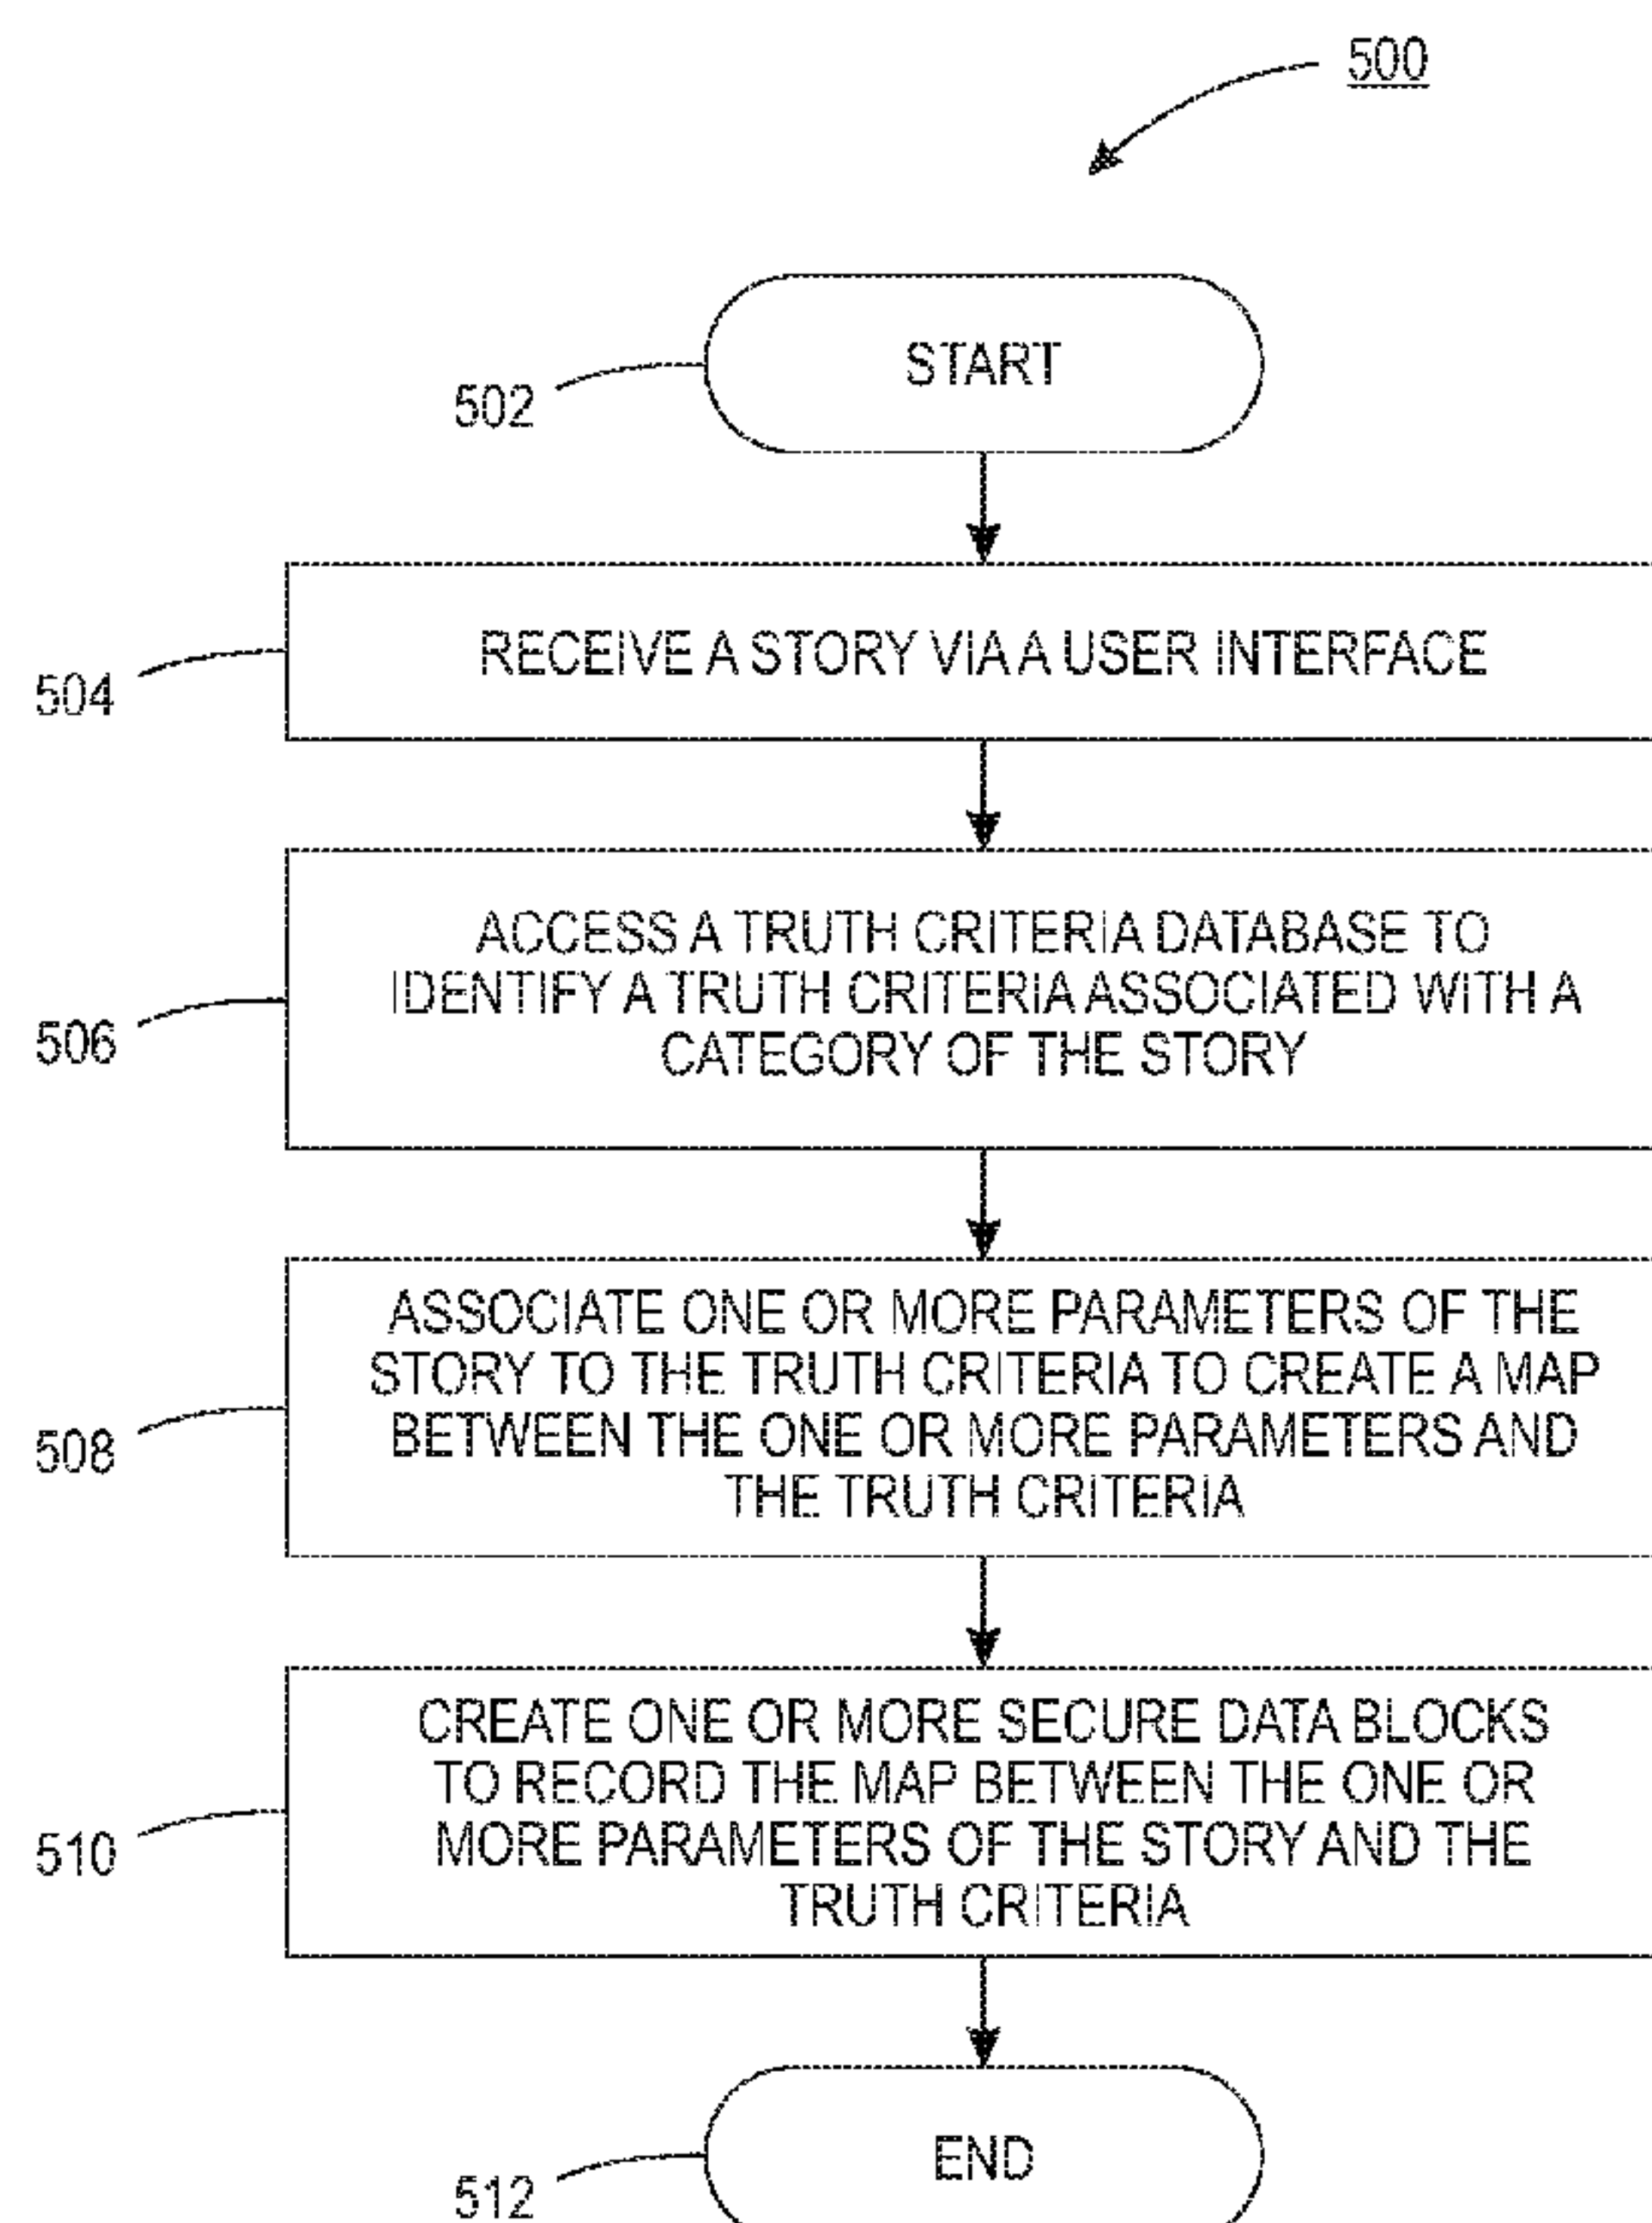 500
START
502
RECEIVE A STORY VIA A USER INTERFACE
504
ACCESS A TRUTH CRITERIA DATABASE TO
IDENTIFY A TRUTH CRITERIA ASSOCIATED WITH A
CATEGORY OF THE STORY
506
ASSOCIATE ONE OR MORE PARAMETERS OF THE
STORY TO THE TRUTH CRITERIA TO CREATE A MAP
BETWEEN THE ONE OR MORE PARAMETERS AND
THE TRUTH CRITERIA
508
CREATE ONE OR MORE SECURE DATA BLOCKS
TO RECORD THE MAP BETWEEN THE ONE OR
MORE PARAMETERS OF THE STORY AND THE
TRUTH CRITERIA
510
END
512